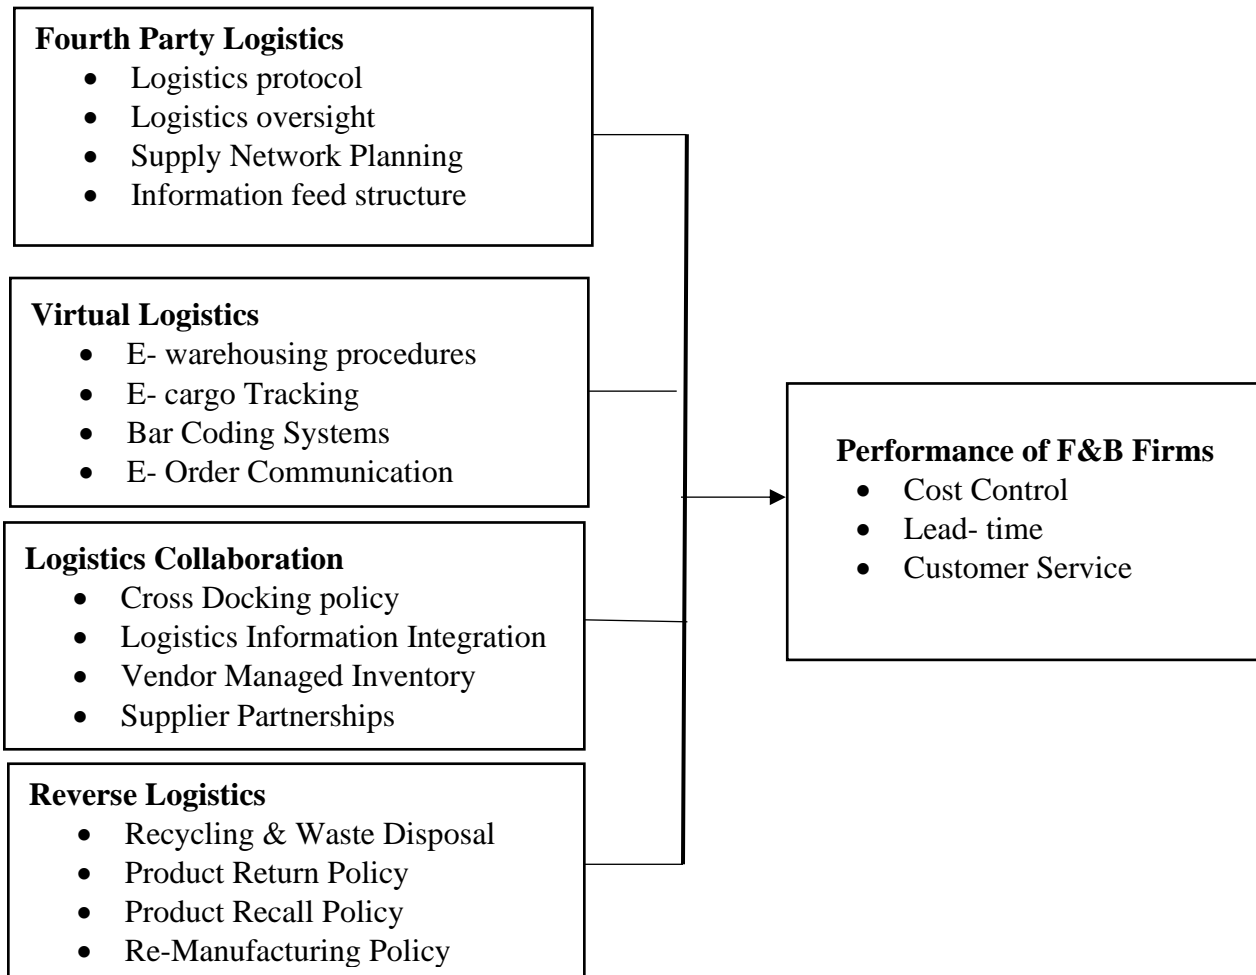 Fourth Party Logistics
• Logistics protocol
• Logistics oversight
• Supply Network Planning
• Information feed structure
Virtual Logistics
• E- warehousing procedures
• E- cargo Tracking
• Bar Coding Systems
• E- Order Communication
Logistics Collaboration
• Cross Docking policy
• Logistics Information Integration
• Vendor Managed Inventory
• Supplier Partnerships
Reverse Logistics
• Recycling & Waste Disposal
• Product Return Policy
• Product Recall Policy
• Re-Manufacturing Policy
Performance of F&B Firms
• Cost Control
• Lead- time
• Customer Service